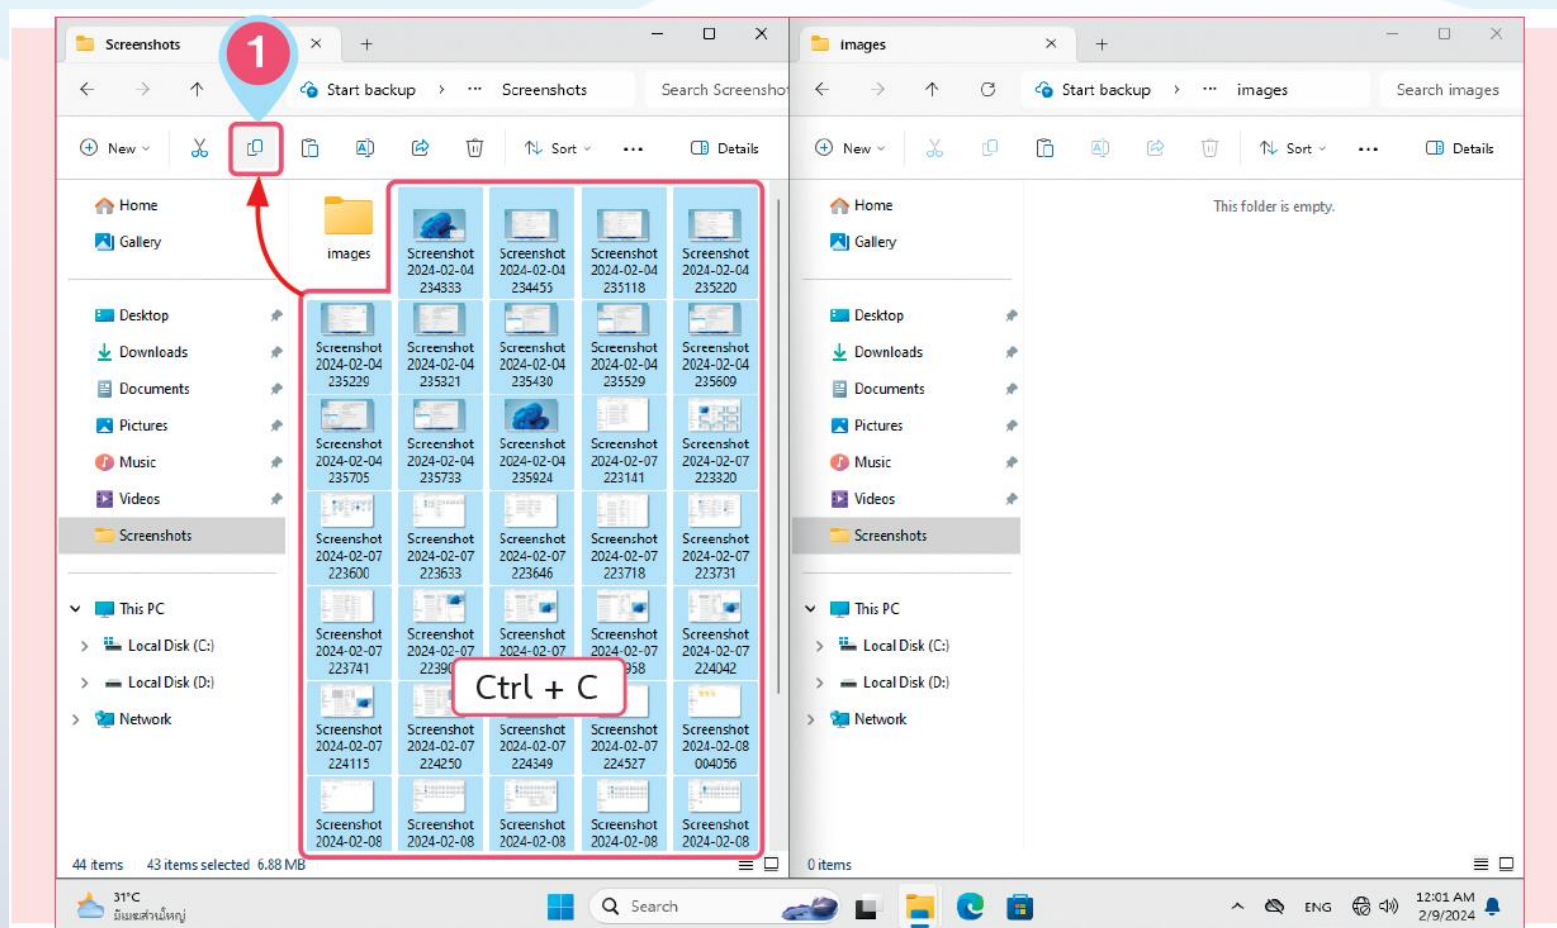 Screenshots
1
Start backup > ··· Screenshots
Search Screensho
New
Sort
···
Details
Home
Gallery
Desktop
Downloads
Documents
Pictures
Music
Videos
Screenshots
This PC
Local Disk (C:)
Local Disk (D:)
Network
images
Screenshot
2024-02-04
234333
Screenshot
2024-02-04
234455
Screenshot
2024-02-04
235118
Screenshot
2024-02-04
235220
Screenshot
2024-02-04
235229
Screenshot
2024-02-04
235321
Screenshot
2024-02-04
235430
Screenshot
2024-02-04
235529
Screenshot
2024-02-04
235609
Screenshot
2024-02-04
235705
Screenshot
2024-02-04
235733
Screenshot
2024-02-04
235924
Screenshot
2024-02-07
223141
Screenshot
2024-02-07
223320
Screenshot
2024-02-07
223600
Screenshot
2024-02-07
223633
Screenshot
2024-02-07
223646
Screenshot
2024-02-07
223718
Screenshot
2024-02-07
223731
Screenshot
2024-02-07
223741
Screenshot
2024-02-07
Screenshot
2024-02-07
Screenshot
2024-02-07
958
Screenshot
2024-02-07
224042
Ctrl + C
Screenshot
2024-02-07
224115
Screenshot
2024-02-07
224250
Screenshot
2024-02-07
224349
Screenshot
2024-02-07
224527
Screenshot
2024-02-08
004056
Screenshot
2024-02-08
Screenshot
2024-02-08
Screenshot
2024-02-08
Screenshot
2024-02-08
Screenshot
2024-02-08
44 items 43 items selected 6.88 MB
images
Start backup > ··· images
Search images
New
Sort
···
Details
This folder is empty.
Home
Gallery
Desktop
Downloads
Documents
Pictures
Music
Videos
Screenshots
This PC
Local Disk (C:)
Local Disk (D:)
Network
0 items
31°C
มีเมฆส่วนใหญ่
Search
ENG
12:01 AM
2/9/2024